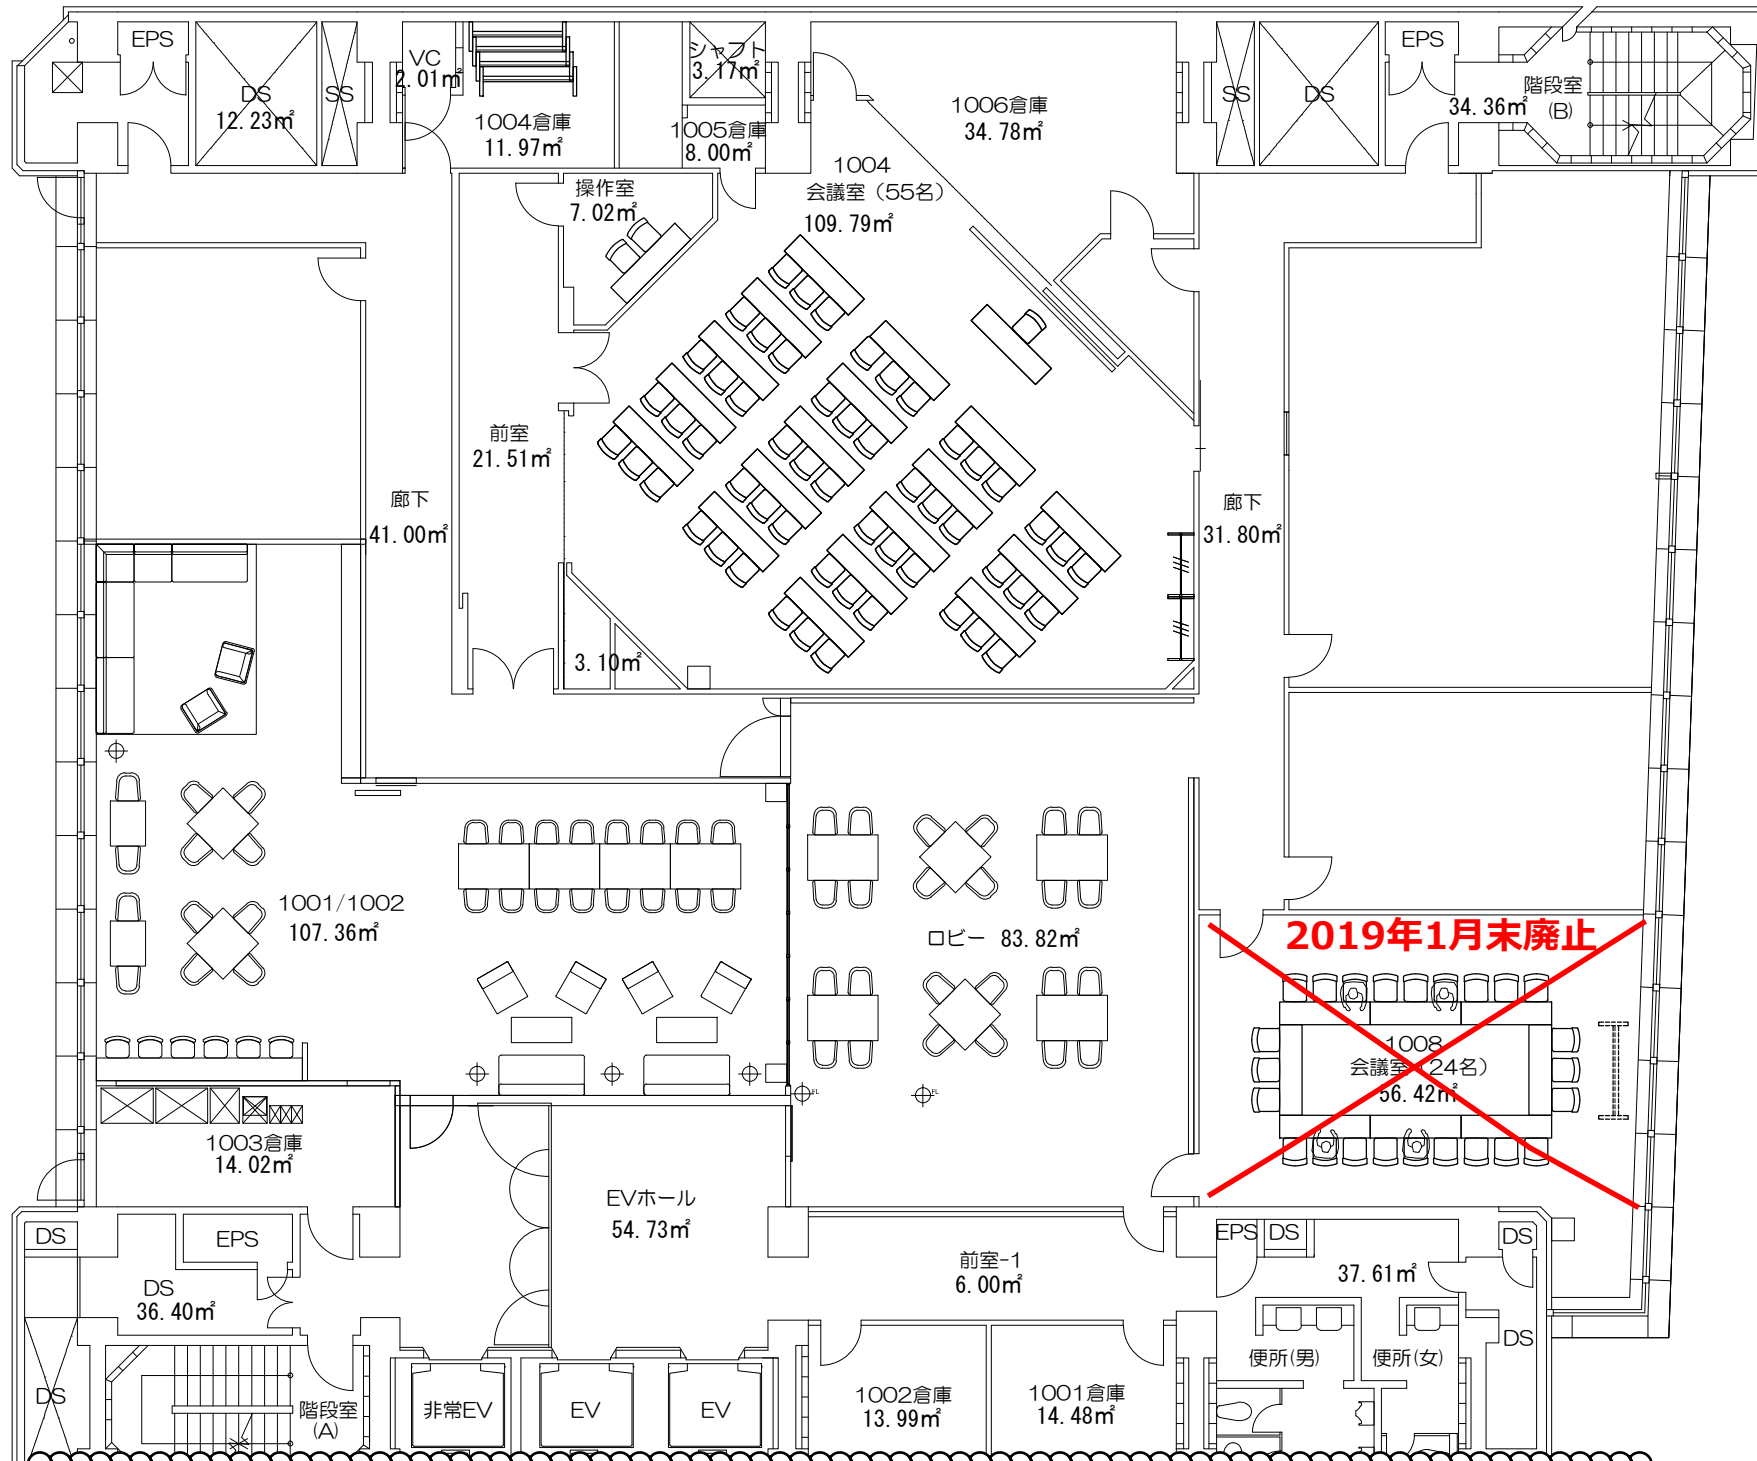 EPS
DS
12.23㎡
SS
VC
2.01㎡
1004倉庫
11.97㎡
シャフト
3.17㎡
1005倉庫
8.00㎡
1006倉庫
34.78㎡
SS
DS
EPS
34.36㎡
階段室
(B)
操作室
7.02㎡
1004
会議室（55名）
109.79㎡
前室
21.51㎡
廊下
41.00㎡
廊下
31.80㎡
3.10㎡
1001/1002
107.36㎡
ロビー 83.82㎡
2019年1月末廃止
1008
会議室（24名）
56.42㎡
FL
FL
1003倉庫
14.02㎡
EVホール
54.73㎡
DS
EPS
DS
36.40㎡
DS
階段室
(A)
非常EV
EV
EV
前室-1
6.00㎡
1002倉庫
13.99㎡
1001倉庫
14.48㎡
EPS
DS
37.61㎡
DS
DS
便所(男)
便所(女)